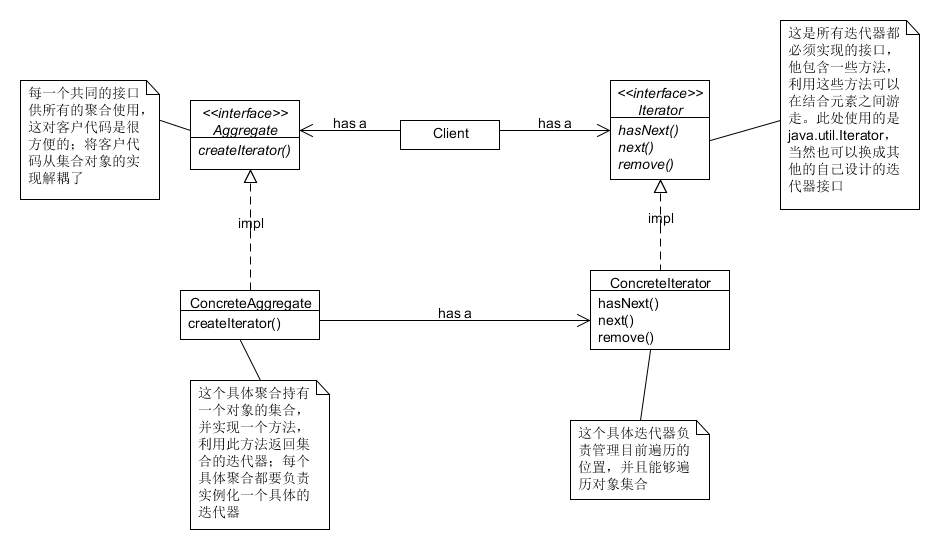 每一个共同的接口
供所有的聚合使用，
这对客户代码是很
方便的；将客户代
码从集合对象的实
现解耦了
<<interface>>
Aggregate
createIterator()
has a
Client
has a
<<interface>>
Iterator
hasNext()
next()
remove()
这是所有迭代器都
必须实现的接口，
他包含一些方法，
利用这些方法可以
在结合元素之间游
走。此处使用的是
java.util.Iterator，
当然也可以换成其
他的自己设计的迭
代器接口
impl
impl
ConcreteAggregate
createIterator()
has a
ConcreteIterator
hasNext()
next()
remove()
这个具体聚合持有
一个对象的集合，
并实现一个方法，
利用此方法返回集
合的迭代器；每个
具体聚合都要负责
实例化一个具体的
迭代器
这个具体迭代器负
责管理目前遍历的
位置，并且能够遍
历对象集合